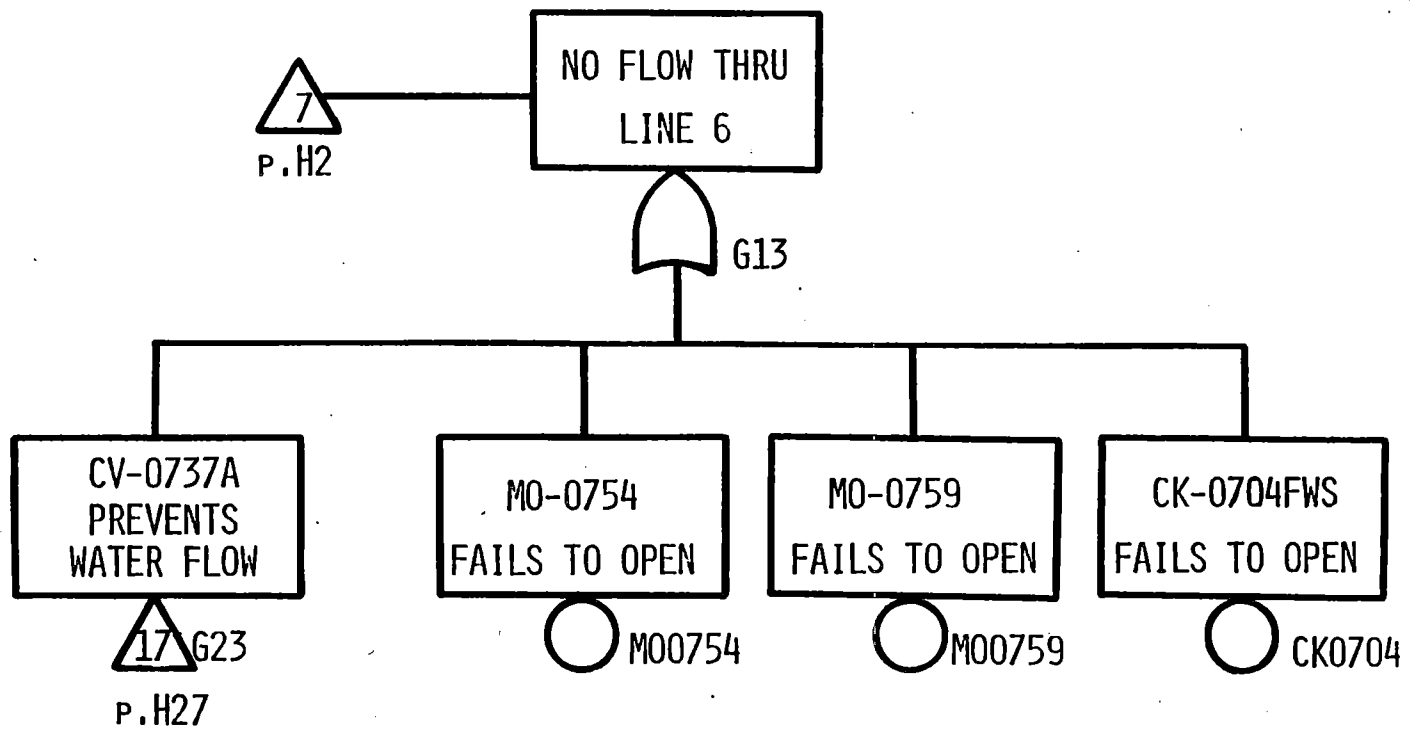 NO FLOW THRU
LINE 6
7
P.H2
G13
CV-0737A
PREVENTS
WATER FLOW
17 G23
P.H27
MO-0754
FAILS TO OPEN
MO0754
MO-0759
FAILS TO OPEN
MO0759
CK-0704FWS
FAILS TO OPEN
CK0704